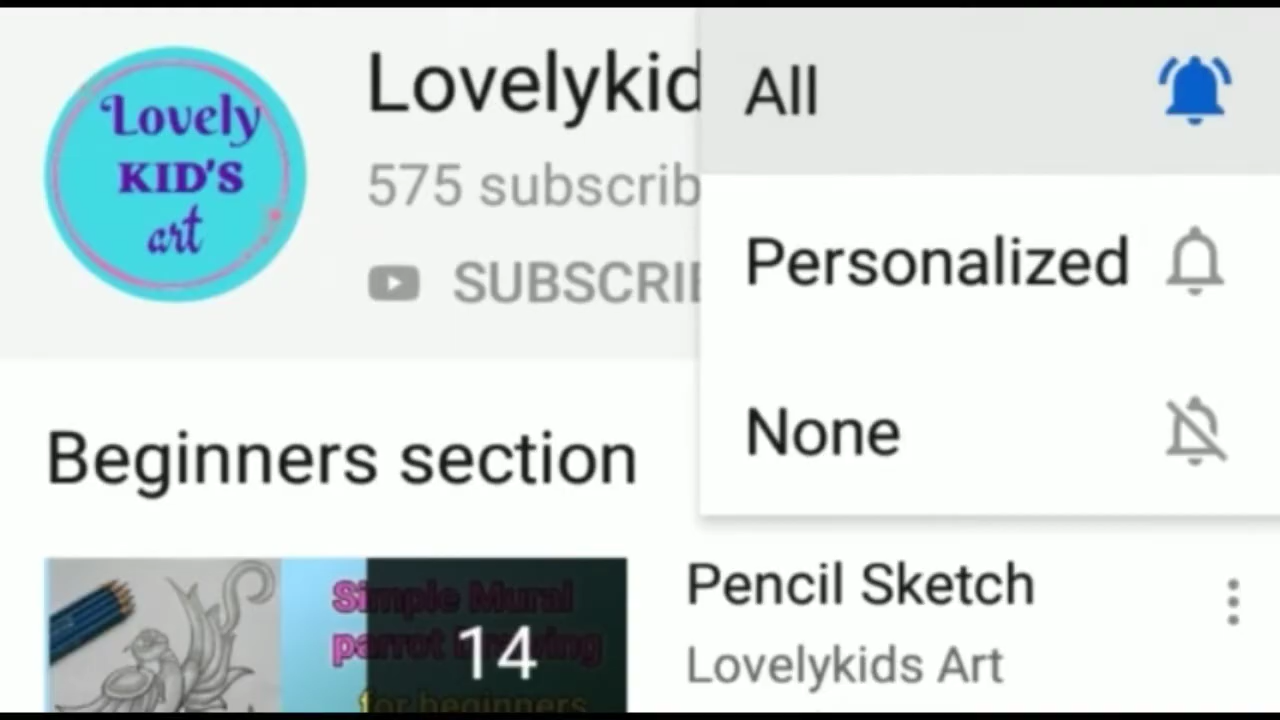 Lovely
KID'S
art
Lovelykid
575 subscrib
SUBSCRI
All
Personalized
None
Beginners section
Simple Mural
parrot Drawing
for beginners
14
Pencil Sketch
Lovelykids Art